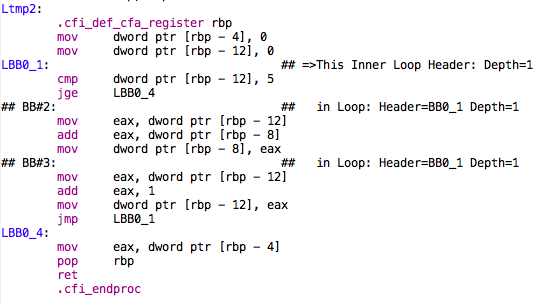 Ltmp2:
.cfi_def_cfa_register rbp
mov dword ptr [rbp - 4], 0
mov dword ptr [rbp - 12], 0
LBB0_1: ## =>This Inner Loop Header: Depth=1
cmp dword ptr [rbp - 12], 5
jge LBB0_4
## BB#2: ## in Loop: Header=BB0_1 Depth=1
mov eax, dword ptr [rbp - 12]
add eax, dword ptr [rbp - 8]
mov dword ptr [rbp - 8], eax
## BB#3: ## in Loop: Header=BB0_1 Depth=1
mov eax, dword ptr [rbp - 12]
add eax, 1
mov dword ptr [rbp - 12], eax
jmp LBB0_1
LBB0_4:
mov eax, dword ptr [rbp - 4]
pop rbp
ret
.cfi_endproc